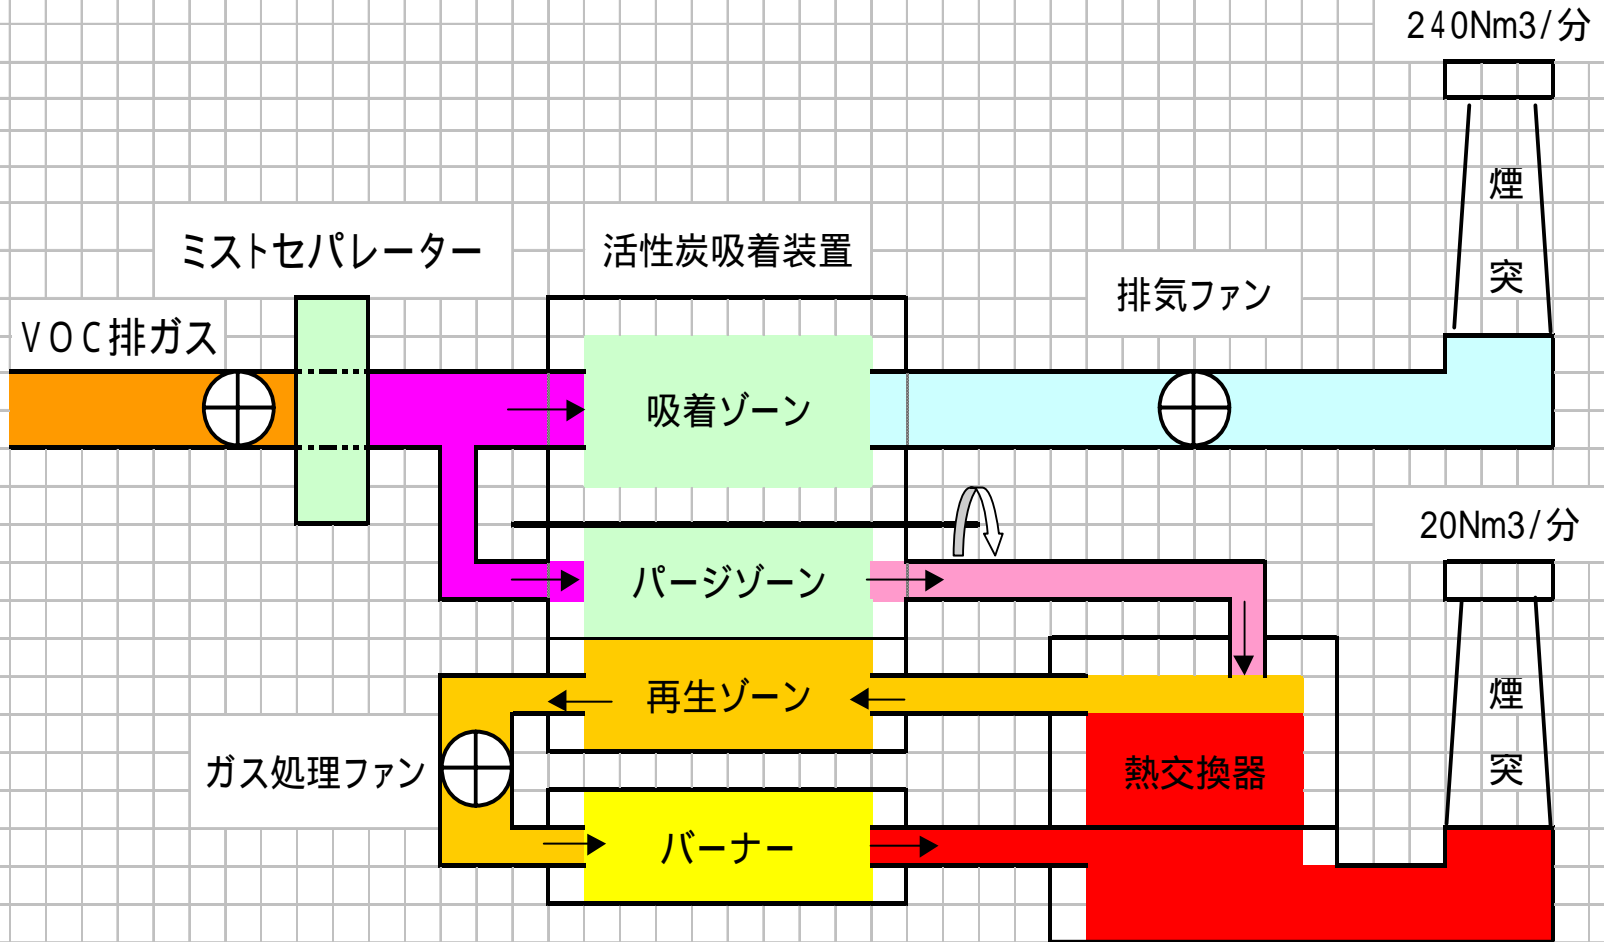 240Nm3/分
煙
突
ミストセパレーター
活性炭吸着装置
排気ファン
VOC排ガス
吸着ゾーン
20Nm3/分
パージゾーン
再生ゾーン
煙
突
ガス処理ファン
熱交換器
バーナー